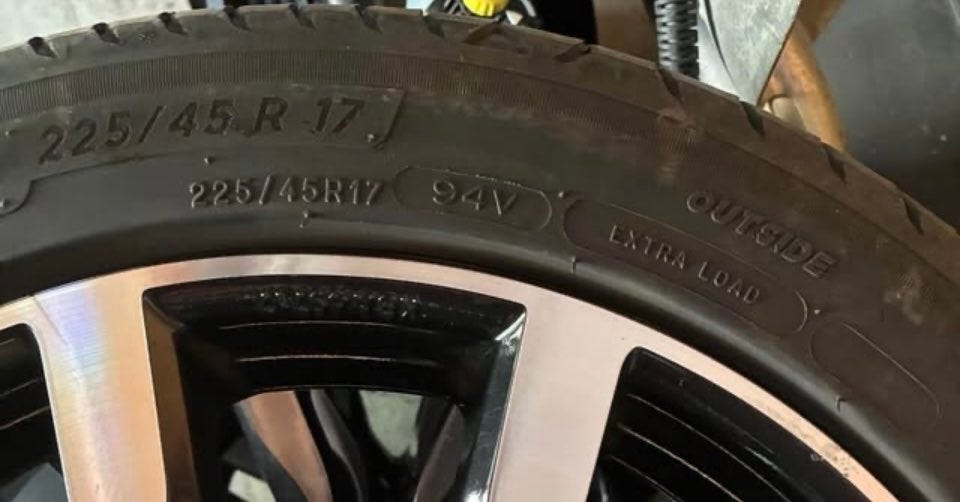 225/45 R 17
225/45R17 94V
EXTRA LOAD
OUTSIDE